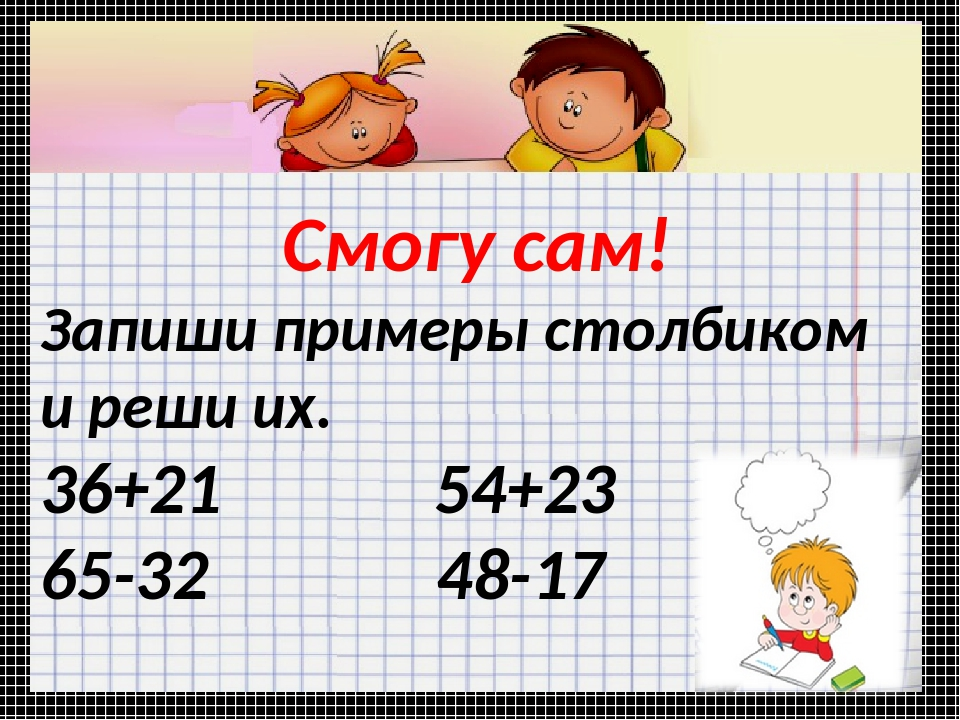 Смогу сам!
Запиши примеры столбиком
и реши их.
36+21 54+23
65-32 48-17